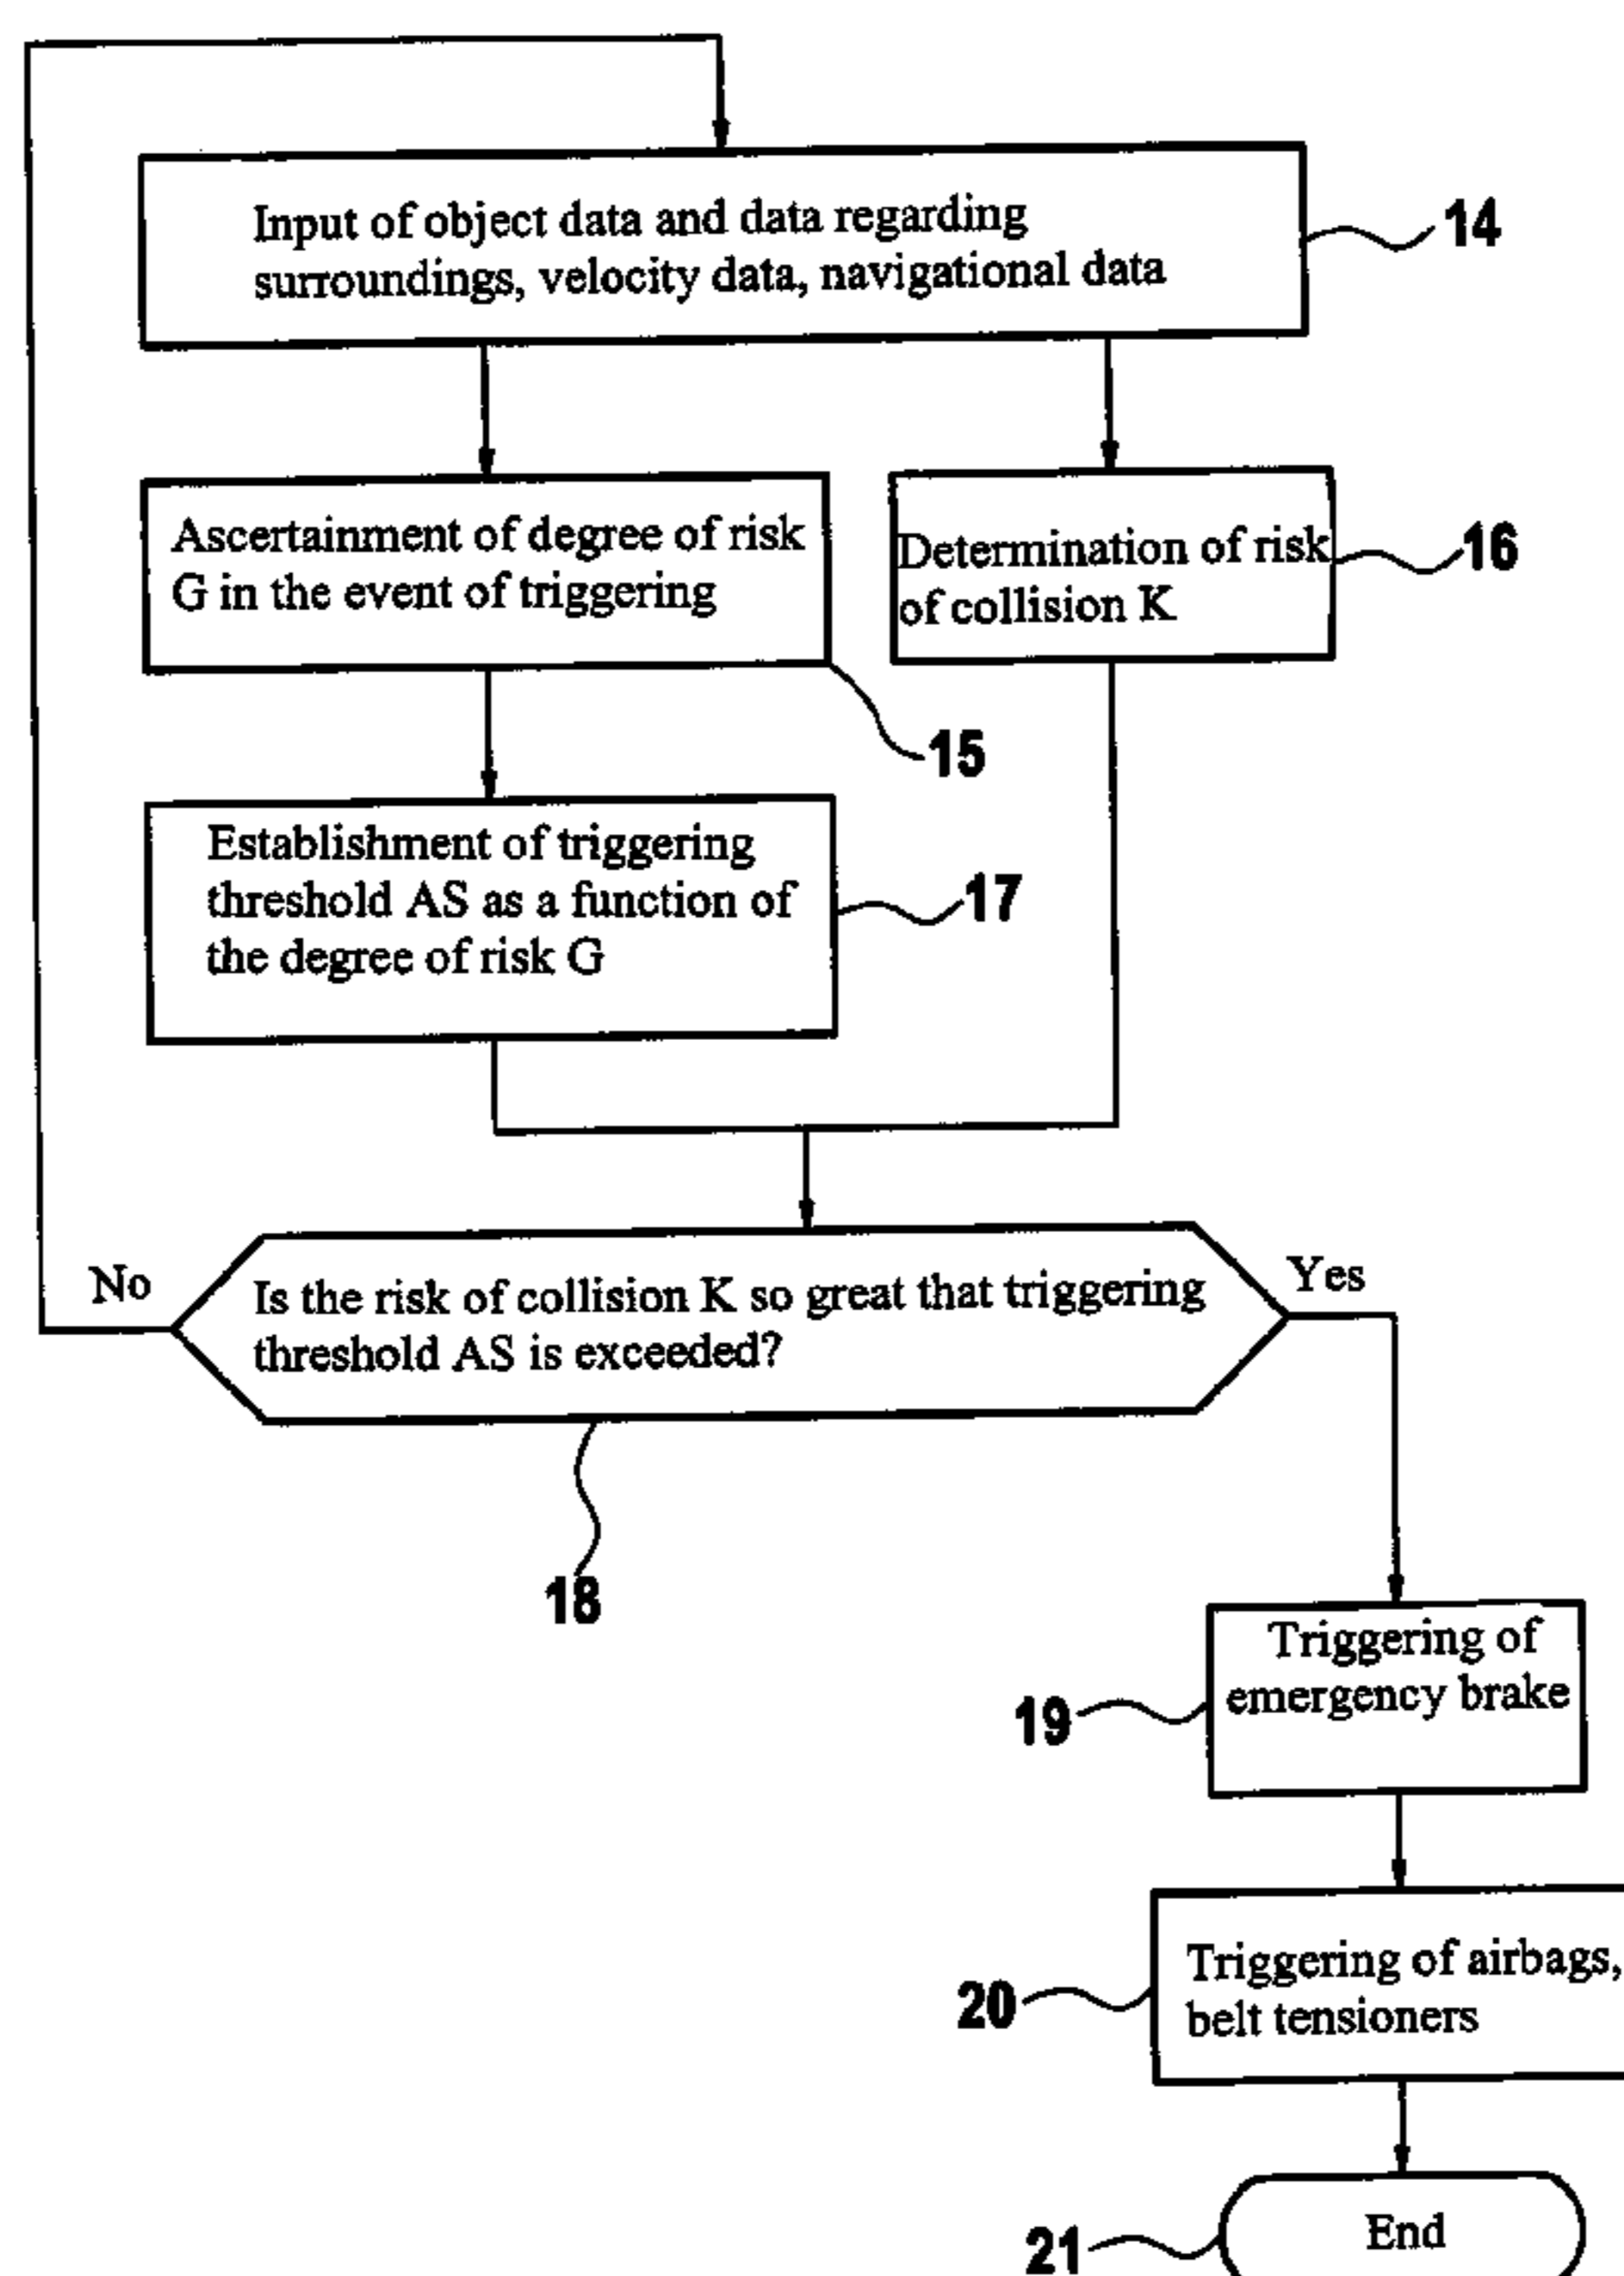 Input of object data and data regarding
surroundings, velocity data, navigational data
14
Ascertainment of degree of risk
G in the event of triggering
15
Determination of risk
of collision K
16
Establishment of triggering
threshold AS as a function of
the degree of risk G
17
No
Is the risk of collision K so great that triggering
threshold AS is exceeded?
Yes
18
Triggering of
emergency brake
19
Triggering of airbags,
belt tensioners
20
End
21